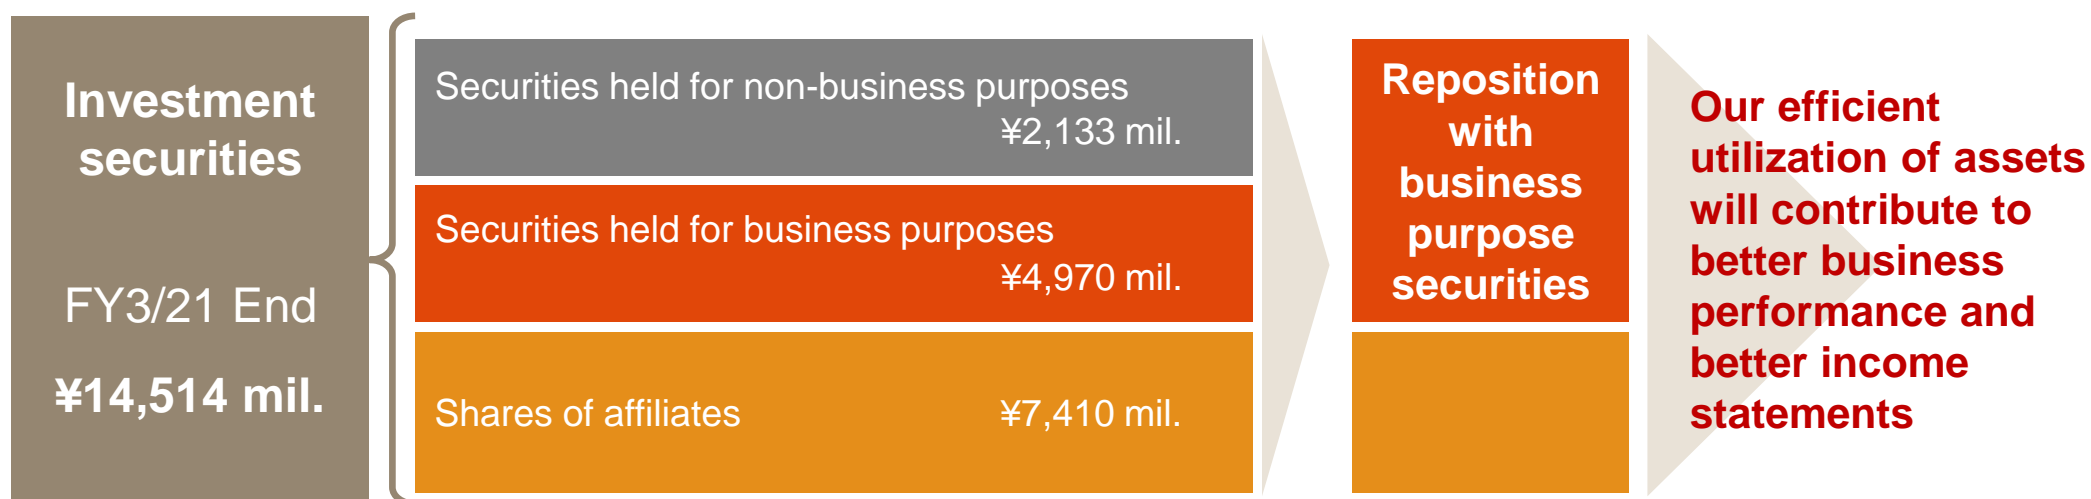 Investment
securities
FY3/21 End
¥14,514 mil.
Securities held for non-business purposes
¥2,133 mil.
Securities held for business purposes
¥4,970 mil.
Shares of affiliates ¥7,410 mil.
Reposition
with
business
purpose
securities
Our efficient
utilization of assets
will contribute to
better business
performance and
better income
statements